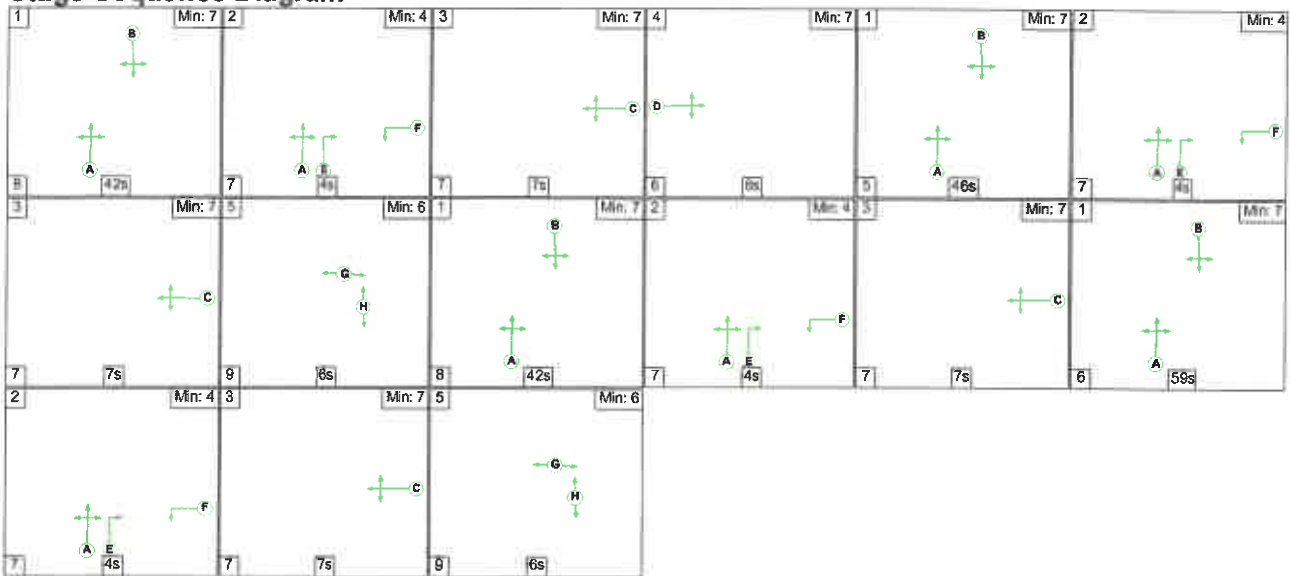 Stage Sequence Diagram
1 Min: 7 2 Min: 4 3 Min: 7 4 Min: 7 1 Min: 7 2 Min: 4
B B
C D
F F
A A E A A E
8 42s 7 4s 7 7s 6 5 46s 7 4s
3 Min: 7 5 Min: 6 1 Min: 7 2 Min: 4 3 Min: 7 1 Min: 7
B B
G
C H C
F
A A E A
7 7s 9 6s 8 42s 7 4s 7 7s 6 59s
2 Min: 4 3 Min: 7 5 Min: 6
G
C H
F
A E
7 4s 7 7s 9 6s